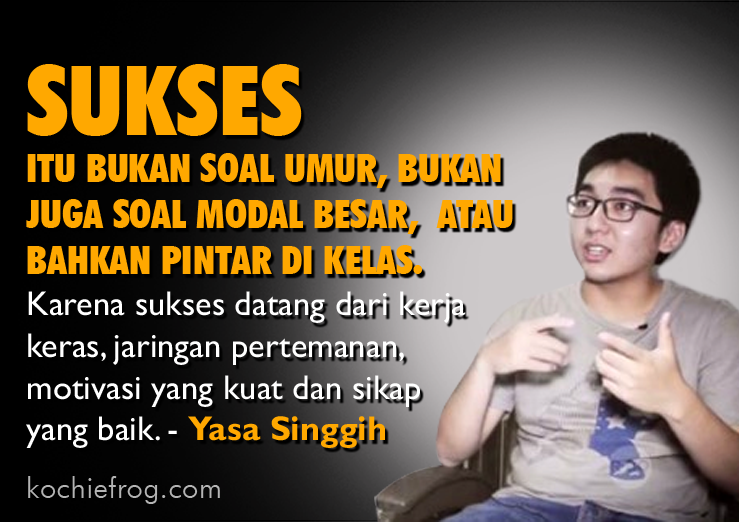 SUKSES
ITU BUKAN SOAL UMUR, BUKAN
JUGA SOAL MODAL BESAR, ATAU
BAHKAN PINTAR DI KELAS.
Karena sukses datang dari kerja
keras, jaringan pertemanan,
motivasi yang kuat dan sikap
yang baik. - Yasa Singgih
kochiefrog.com